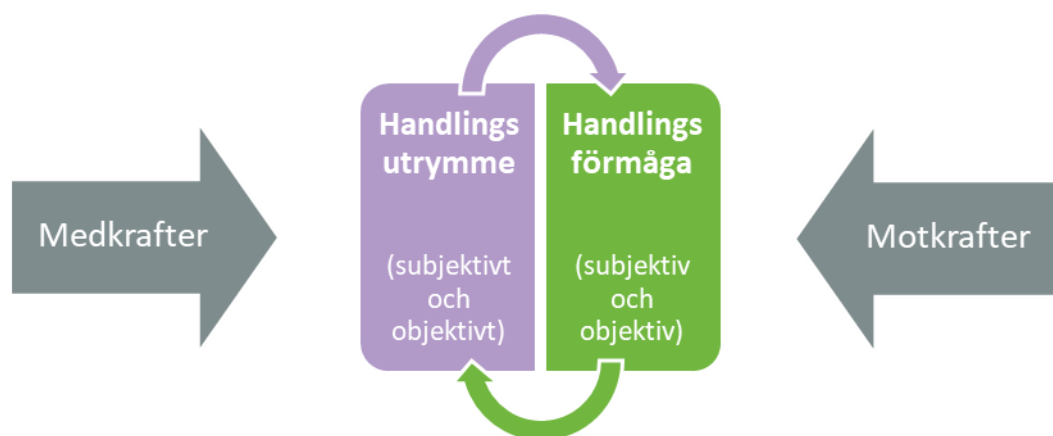 Medkrafter
Handlings
utrymme
(subjektivt
och
objektivt)
Handlings
förmåga
(subjektiv
och
objektiv)
Motkrafter